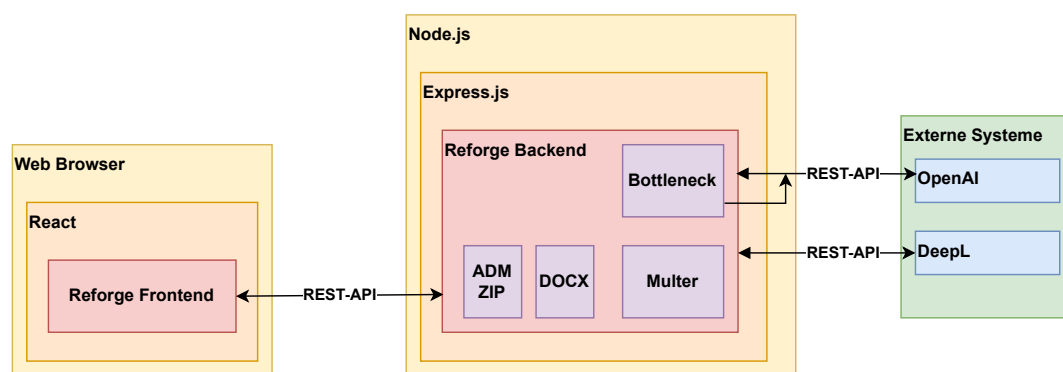 Node.js
Express.js
Reforge Backend
Bottleneck
ADM
ZIP
DOCX
Multer
Web Browser
React
Reforge Frontend
REST-API
REST-API
REST-API
Externe Systeme
OpenAI
DeepL